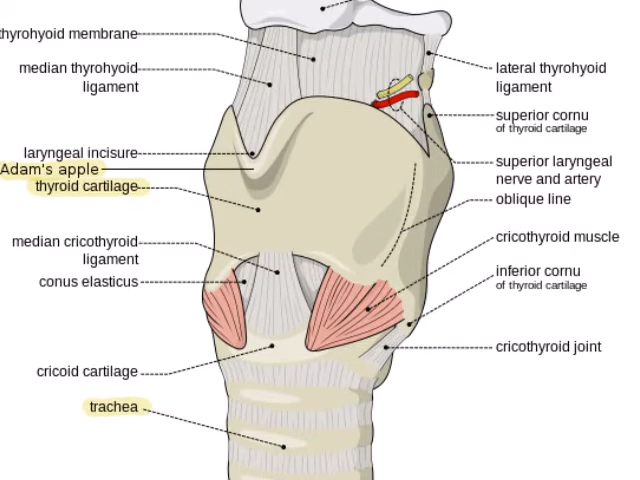 thyrohyoid membrane
median thyrohyoid
ligament
laryngeal incisure
Adam's apple
thyroid cartilage
median cricothyroid
ligament
conus elasticus
cricoid cartilage
trachea
lateral thyrohyoid
ligament
superior cornu
of thyroid cartilage
superior laryngeal
nerve and artery
oblique line
cricothyroid muscle
inferior cornu
of thyroid cartilage
cricothyroid joint